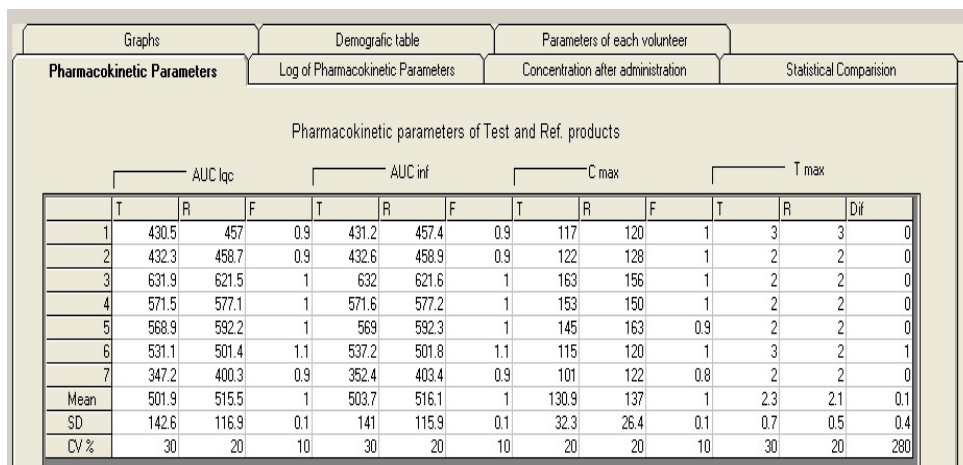 Graphs Demografic table Parameters of each volunteer
Pharmacokinetic Parameters Log of Pharmacokinetic Parameters Concentration after administration Statistical Comparision
Pharmacokinetic parameters of Test and Ref. products
AUC lqc AUC inf C max T max
T R F T R F T R F T R Dif
1 430.5 457 0.9 431.2 457.4 0.9 117 120 1 3 3 0
2 432.3 458.7 0.9 432.6 458.9 0.9 122 128 1 2 2 0
3 631.9 621.5 1 632 621.6 1 163 156 1 2 2 0
4 571.5 577.1 1 571.6 577.2 1 153 150 1 2 2 0
5 568.9 592.2 1 569 592.3 1 145 163 0.9 2 2 0
6 531.1 501.4 1.1 537.2 501.8 1.1 115 120 1 3 2 1
7 347.2 400.3 0.9 352.4 403.4 0.9 101 122 0.8 2 2 0
Mean 501.9 515.5 1 503.7 516.1 1 130.9 137 1 2.3 2.1 0.1
SD 142.6 116.9 0.1 141 115.9 0.1 32.3 26.4 0.1 0.7 0.5 0.4
CV % 30 20 10 30 20 10 20 20 10 30 20 280